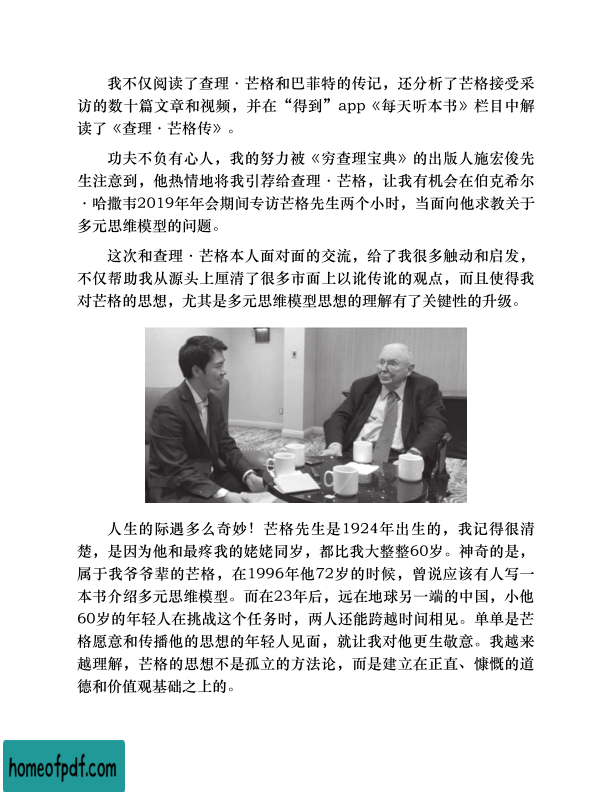 我不仅阅读了查理·芒格和巴菲特的传记，还分析了芒格接受采
访的数十篇文章和视频，并在“得到”app《每天听本书》栏目中解
读了《查理·芒格传》。
功夫不负有心人，我的努力被《穷查理宝典》的出版人施宏俊先
生注意到，他热情地将我引荐给查理·芒格，让我有机会在伯克希尔
·哈撒韦2019年年会期间专访芒格先生两个小时，当面向他求教关于
多元思维模型的问题。
这次和查理·芒格本人面对面的交流，给了我很多触动和启发，
不仅帮助我从源头上厘清了很多市面上以讹传讹的观点，而且使得我
对芒格的思想，尤其是多元思维模型思想的理解有了关键性的升级。
人生的际遇多么奇妙！芒格先生是1924年出生的，我记得很清
楚，是因为他和最疼我的姥姥同岁，都比我大整整60岁。神奇的是，
属于我爷爷辈的芒格，在1996年他72岁的时候，曾说应该有人写一
本书介绍多元思维模型。而在23年后，远在地球另一端的中国，小他
60岁的年轻人在挑战这个任务时，两人还能跨越时间相见。单单是芒
格愿意和传播他的思想的年轻人见面，就让我对他更生敬意。我越来
越理解，芒格的思想不是孤立的方法论，而是建立在正直、慷慨的道
德和价值观基础之上的。
homeofpdf.com